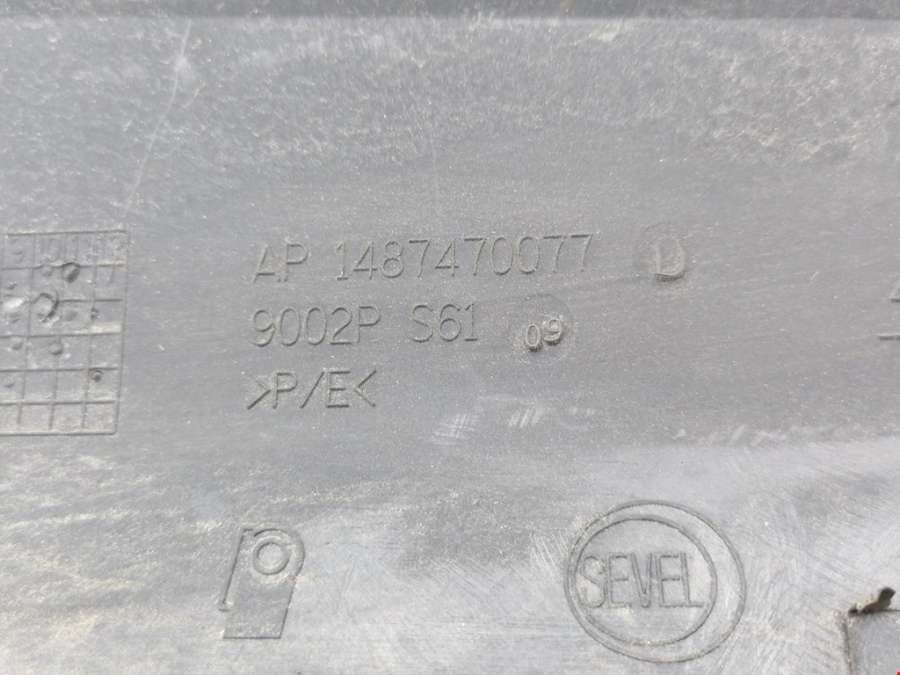 AP 1487470077 D
9002P S61 09
>P/E<
SEVEL